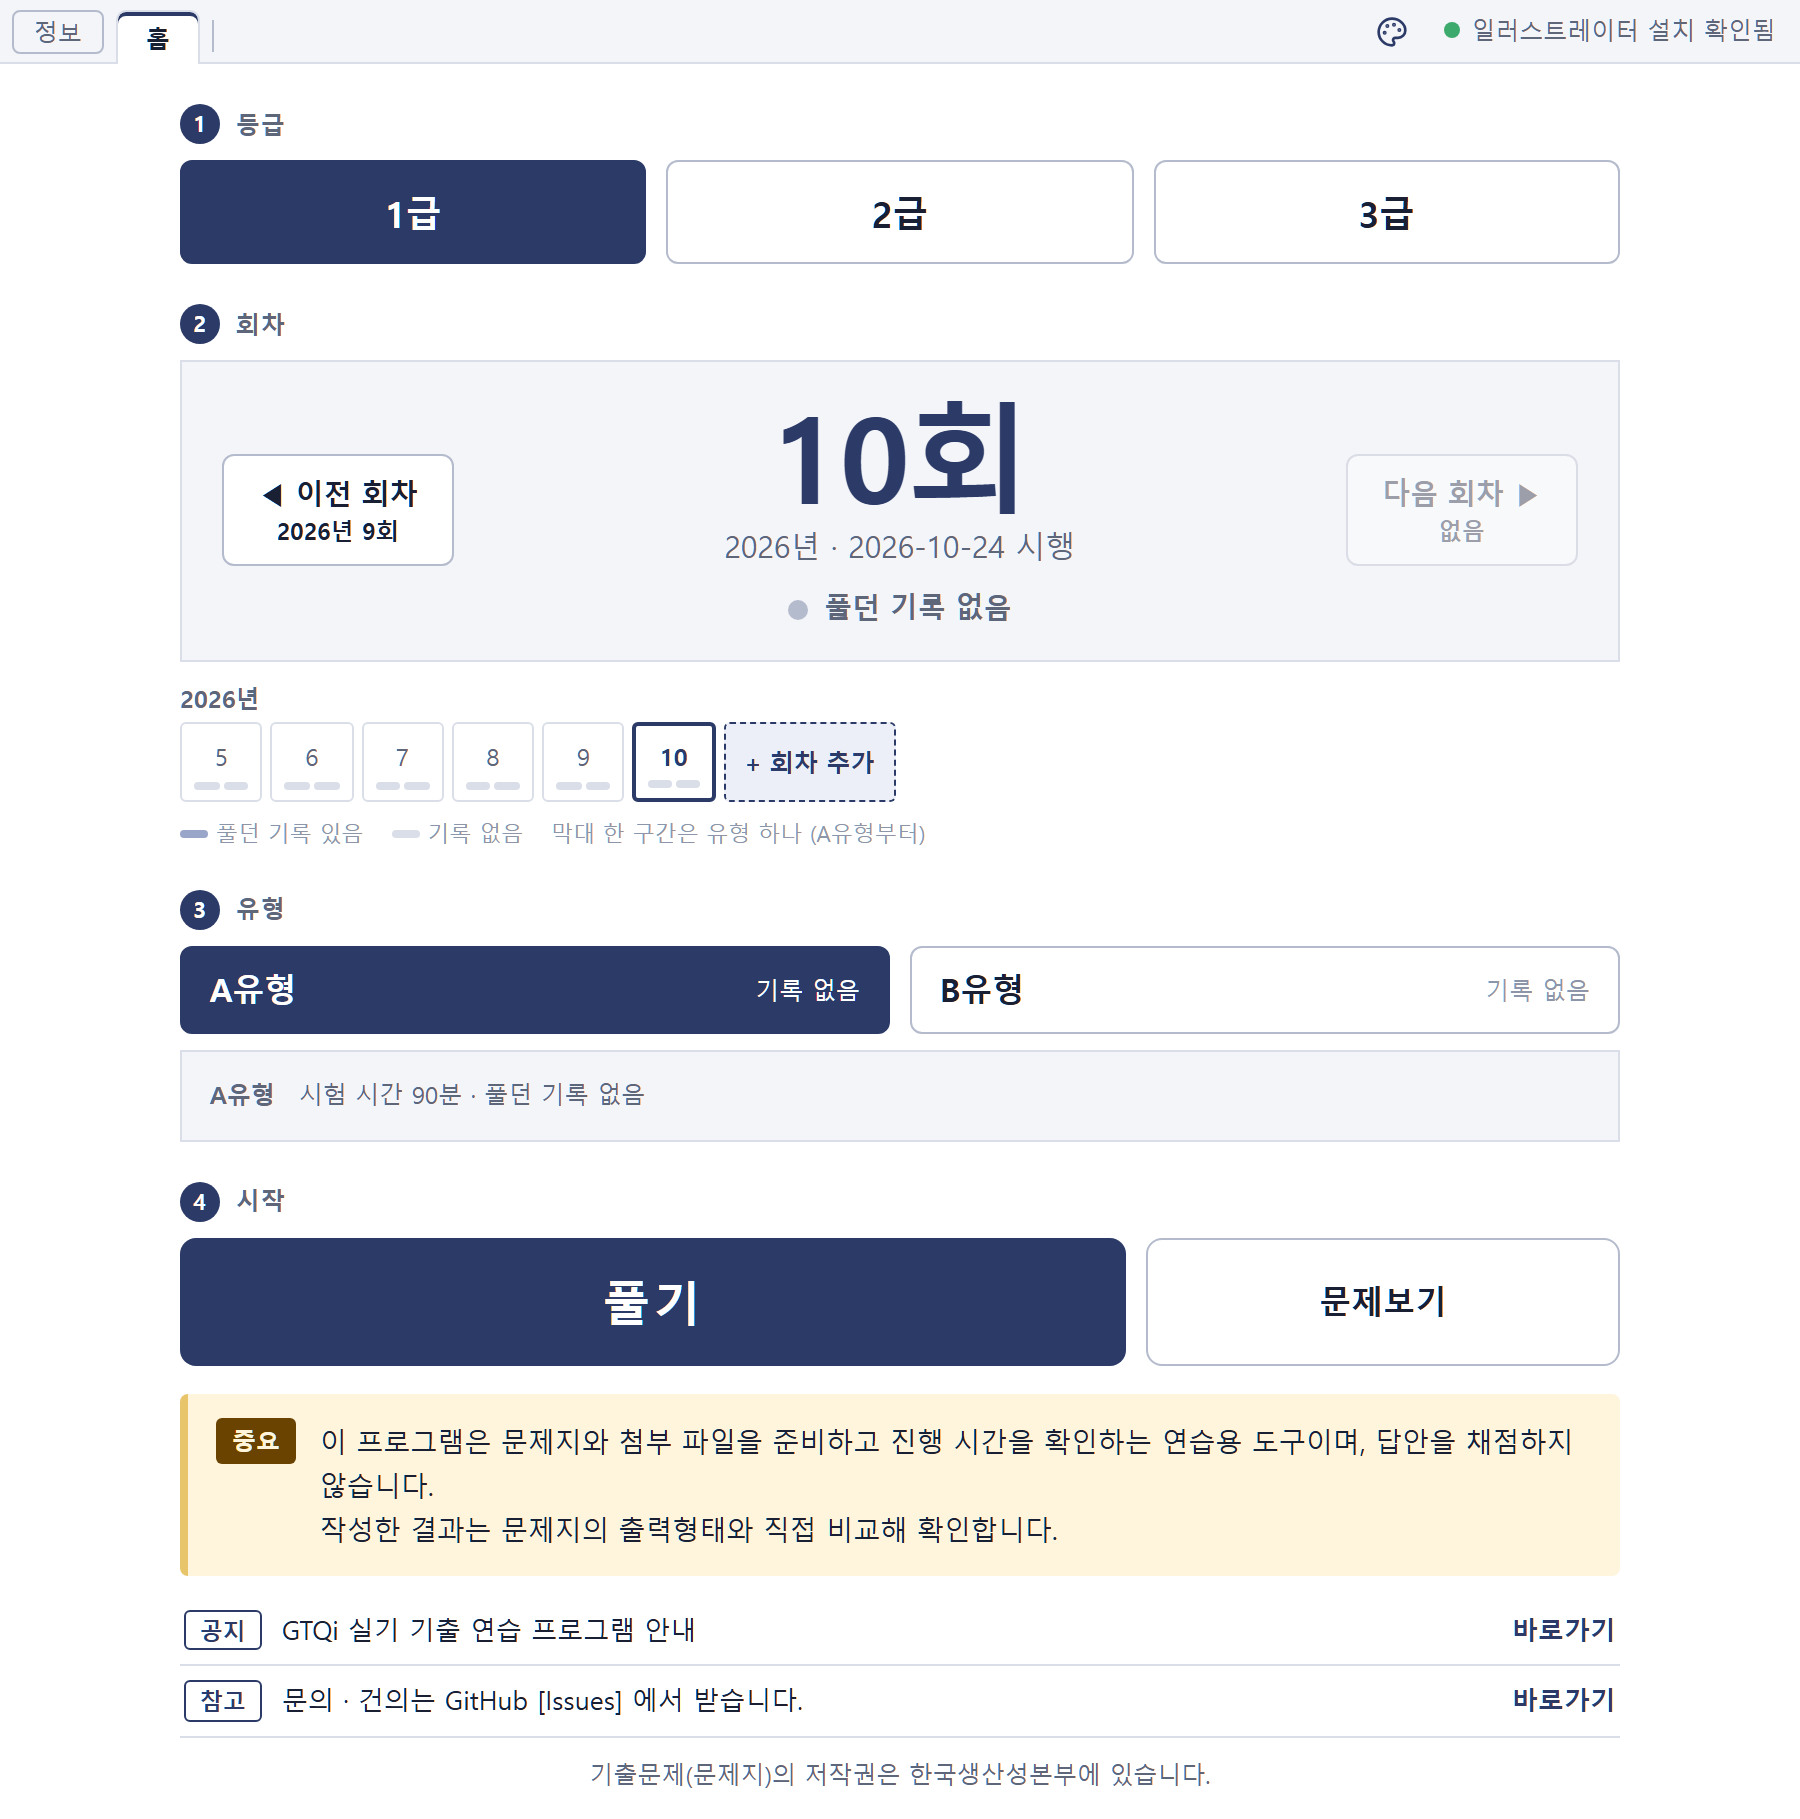 정보
홈
일러스트레이터 설치 확인됨
1 등급
1급
2급
3급
2 회차
◀ 이전 회차
2026년 9회
10회
2026년 · 2026-10-24 시행
풀던 기록 없음
다음 회차 ▶
없음
2026년
5
6
7
8
9
10
+ 회차 추가
풀던 기록 있음
기록 없음
막대 한 구간은 유형 하나 (A유형부터)
3 유형
A유형 기록 없음
B유형 기록 없음
A유형 시험 시간 90분 · 풀던 기록 없음
4 시작
풀기
문제보기
중요
이 프로그램은 문제지와 첨부 파일을 준비하고 진행 시간을 확인하는 연습용 도구이며, 답안을 채점하지
않습니다.
작성한 결과는 문제지의 출력형태와 직접 비교해 확인합니다.
공지 GTQi 실기 기출 연습 프로그램 안내 바로가기
참고 문의 · 건의는 GitHub [Issues] 에서 받습니다. 바로가기
기출문제(문제지)의 저작권은 한국생산성본부에 있습니다.